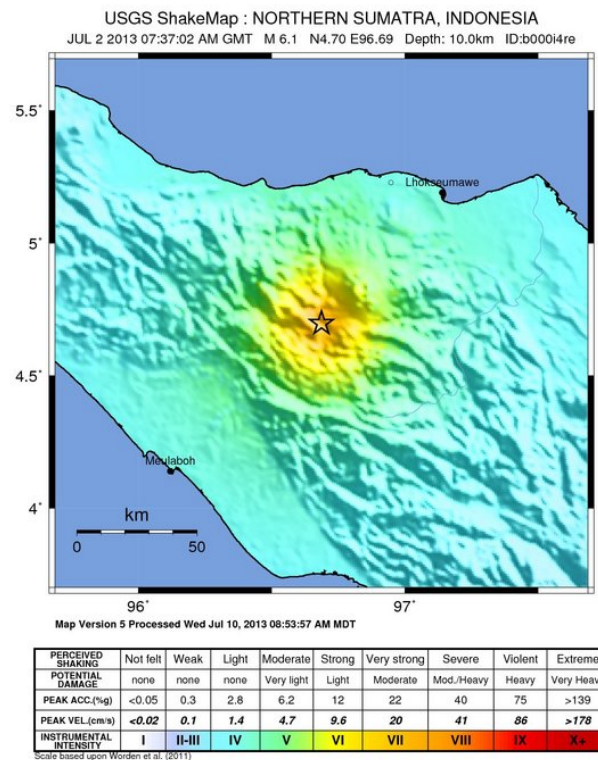 USGS ShakeMap : NORTHERN SUMATRA, INDONESIA
JUL 2 2013 07:37:02 AM GMT M 6.1 N4.70 E96.69 Depth: 10.0km ID:b000i4re
5.5°
Lhokseumawe
5°
4.5°
Meulaboh
4°
km
0 50
96° 97°
Map Version 5 Processed Wed Jul 10, 2013 08:53:57 AM MDT
PERCEIVED SHAKING Not felt Weak Light Moderate Strong Very strong Severe Violent Extreme
POTENTIAL DAMAGE none none none Very light Light Moderate Mod./Heavy Heavy Very Heavy
PEAK ACC.(%g) <0.05 0.3 2.8 6.2 12 22 40 75 >139
PEAK VEL.(cm/s) <0.02 0.1 1.4 4.7 9.6 20 41 86 >178
INSTRUMENTAL INTENSITY I II-III IV V VI VII VIII IX X+
Scale based upon Worden et al. (2011)